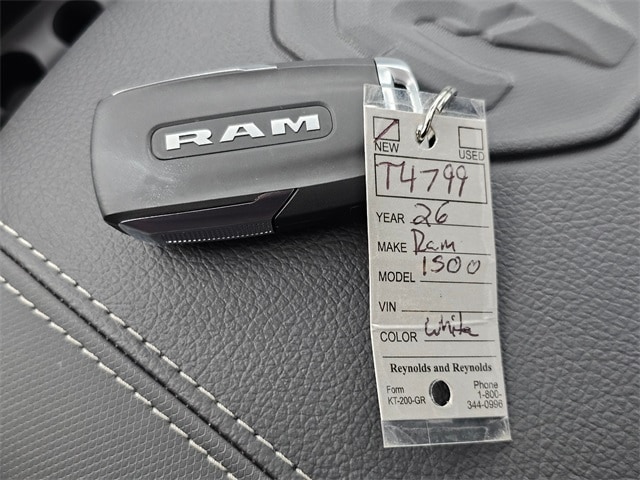 RAM
NEW USED
T4799
YEAR 26
MAKE Ram
MODEL 1500
VIN
COLOR white
Reynolds and Reynolds
Form
KT-200-GR
Phone
1-800-
344-0996